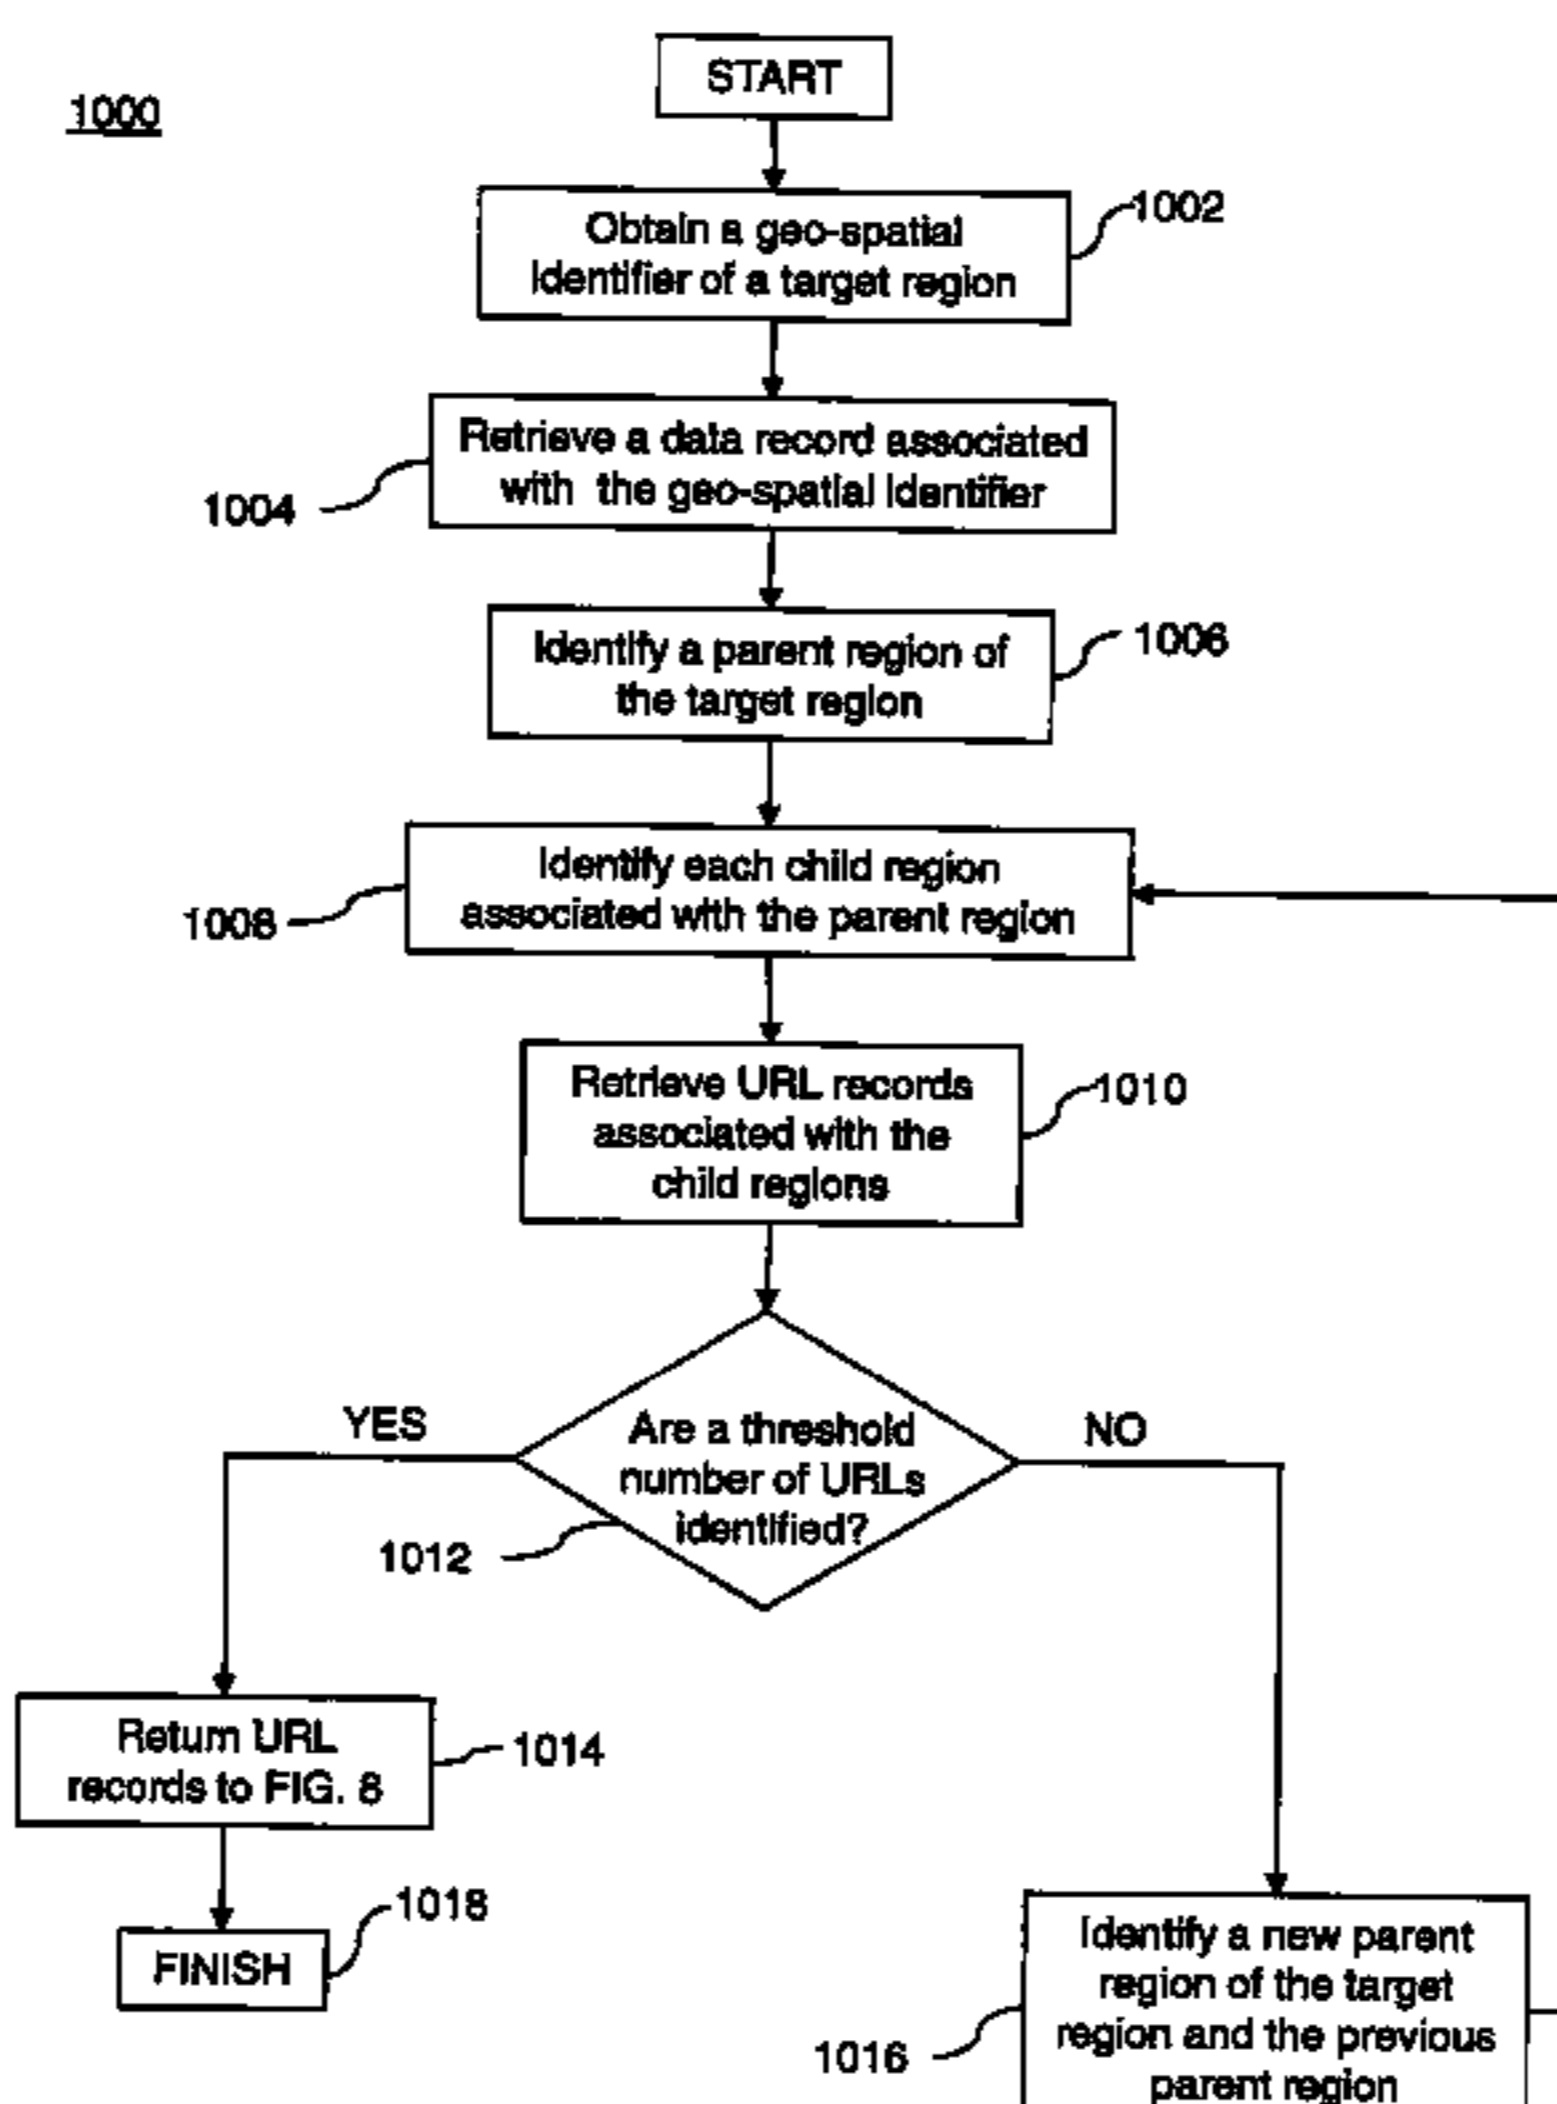 1000
START
Obtain a geo-spatial
identifier of a target region
1002
Retrieve a data record associated
with the geo-spatial identifier
1004
Identify a parent region of
the target region
1006
Identify each child region
associated with the parent region
1008
Retrieve URL records
associated with the
child regions
1010
Are a threshold
number of URLs
identified?
YES
NO
1012
Return URL
records to FIG. 8
1014
FINISH
1018
Identify a new parent
region of the target
region and the previous
parent region
1016